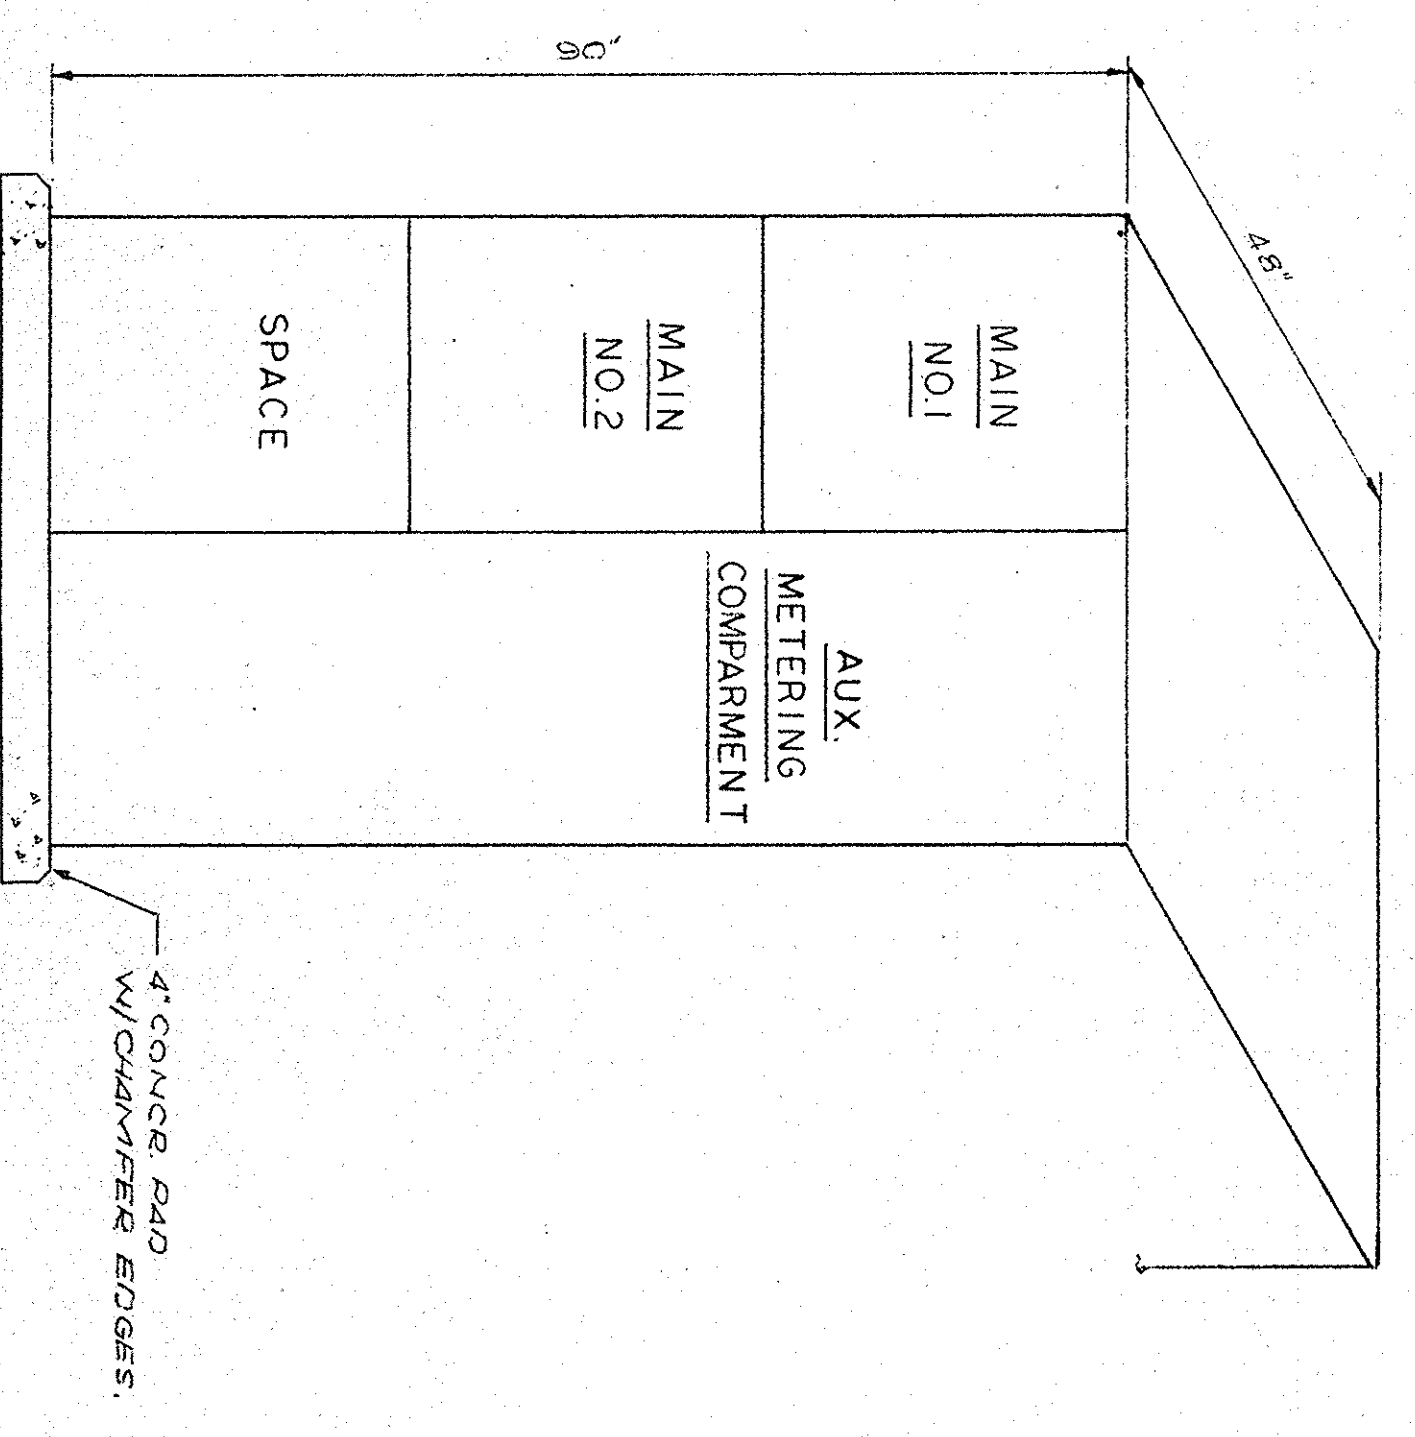 48"
90"
MAIN
NO.1
AUX.
METERING
COMPARMENT
MAIN
NO.2
SPACE
4" CONCR. PAD
W/CHAMFER EDGES.